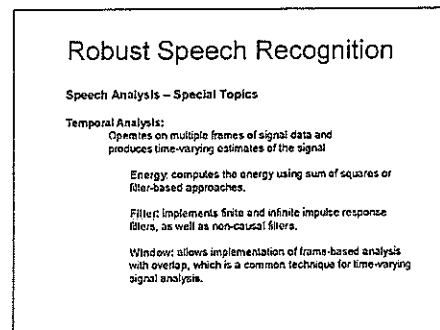 Robust Speech Recognition
Speech Analysis – Special Topics
Temporal Analysis:
Operates on multiple frames of signal data and
produces time-varying estimates of the signal
Energy: computes the energy using sum of squares or
filter-based approaches.
Filter: implements finite and infinite impulse response
filters, as well as non-causal filters.
Window: allows implementation of frame-based analysis
with overlap, which is a common technique for time-varying
signal analysis.